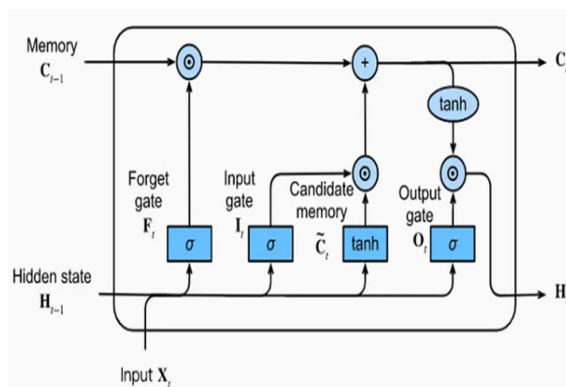 Memory
C_{t-1}
C_t
tanh
Forget
gate
F_t
Input
gate
I_t
Candidate
memory
C̃_t
Output
gate
O_t
σ
σ
tanh
σ
Hidden state
H_{t-1}
H
Input X_t